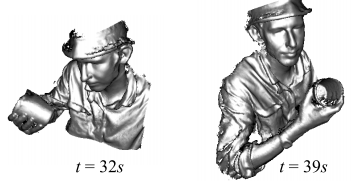 t = 32s
t = 39s